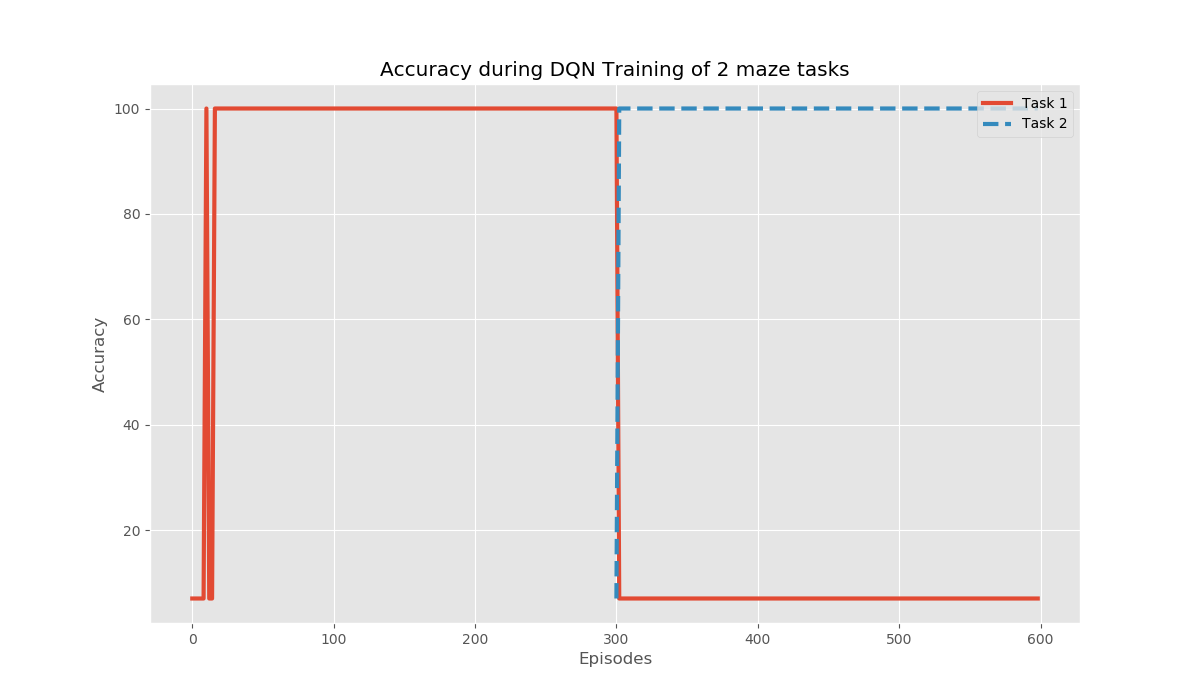 Accuracy during DQN Training of 2 maze tasks
Task 1
Task 2
100
80
60
40
20
Accuracy
0 100 200 300 400 500 600
Episodes